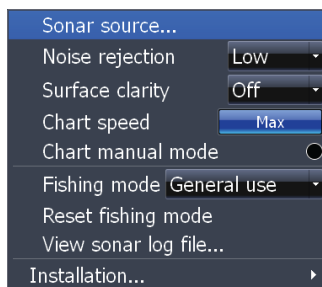 Sonar source...
Noise rejection Low
Surface clarity Off
Chart speed Max
Chart manual mode
Fishing mode General use
Reset fishing mode
View sonar log file...
Installation...